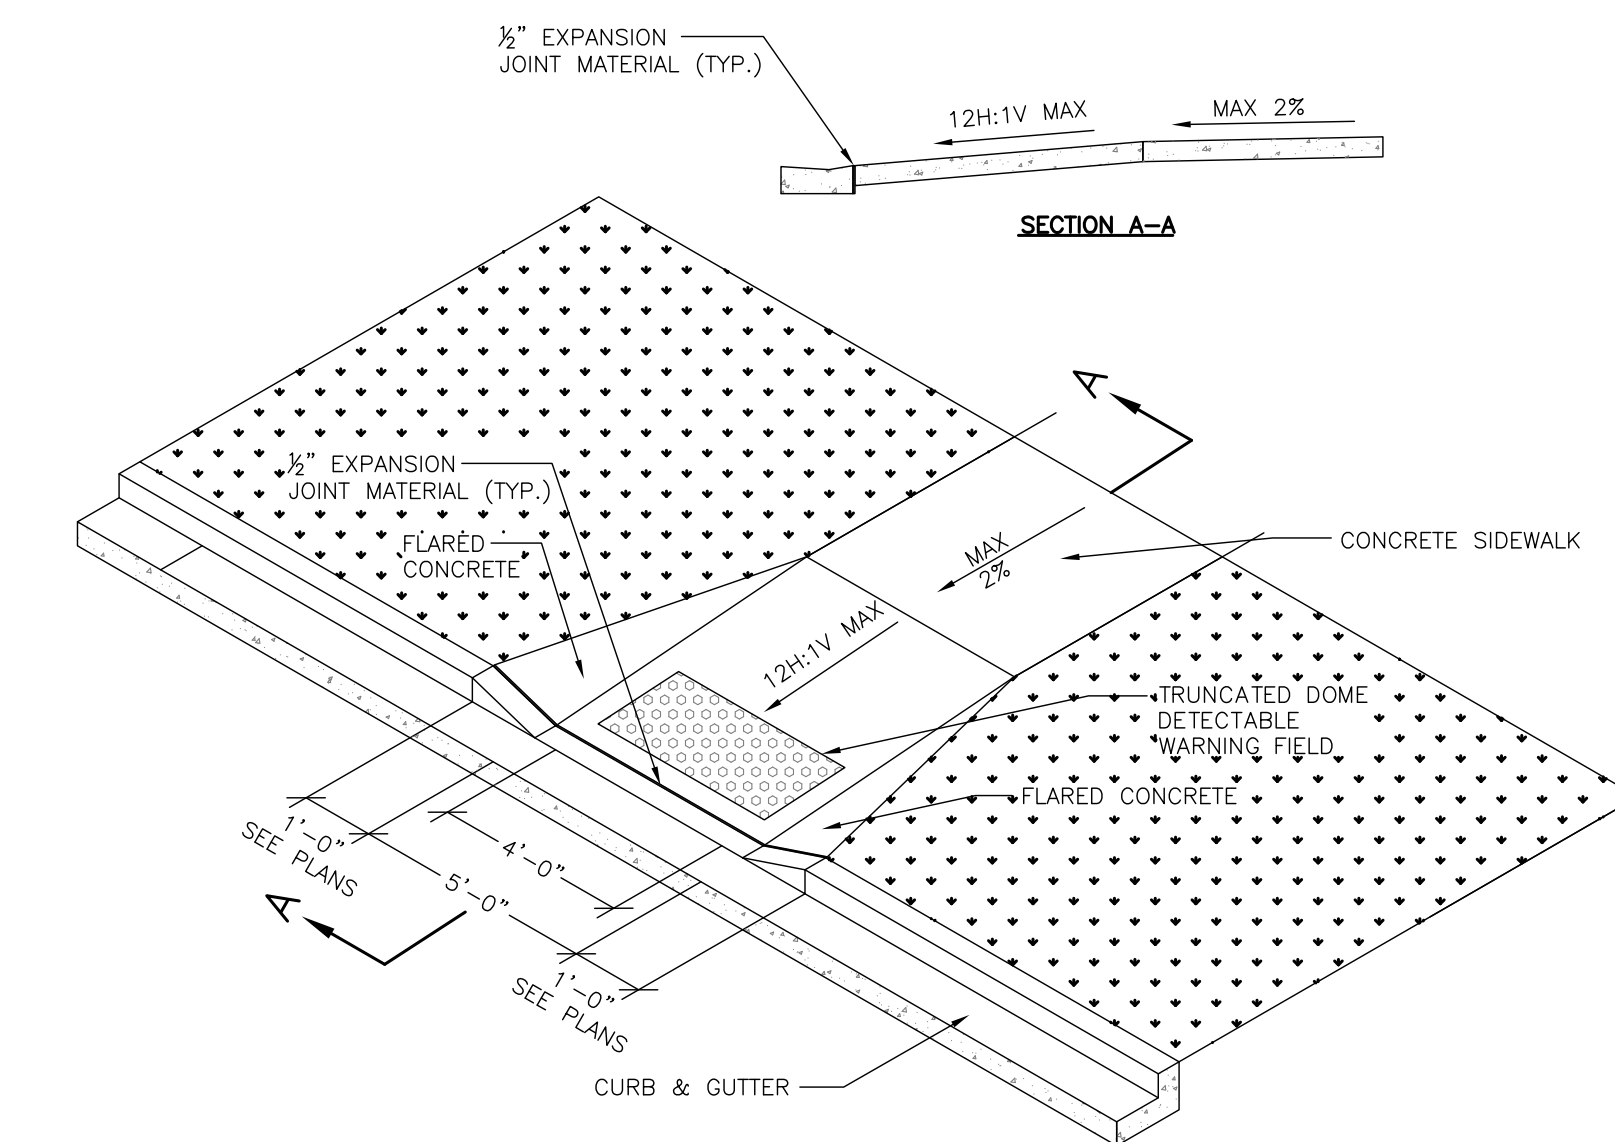 ½” EXPANSION
JOINT MATERIAL (TYP.)
12H:1V MAX
MAX 2%
SECTION A–A
A
½” EXPANSION
JOINT MATERIAL (TYP.)
FLARED
CONCRETE
MAX
2%
CONCRETE SIDEWALK
12H:1V MAX
TRUNCATED DOME
DETECTABLE
WARNING FIELD
FLARED CONCRETE
1’–0”
SEE PLANS
4’–0”
5’–0”
A
1’–0”
SEE PLANS
CURB & GUTTER